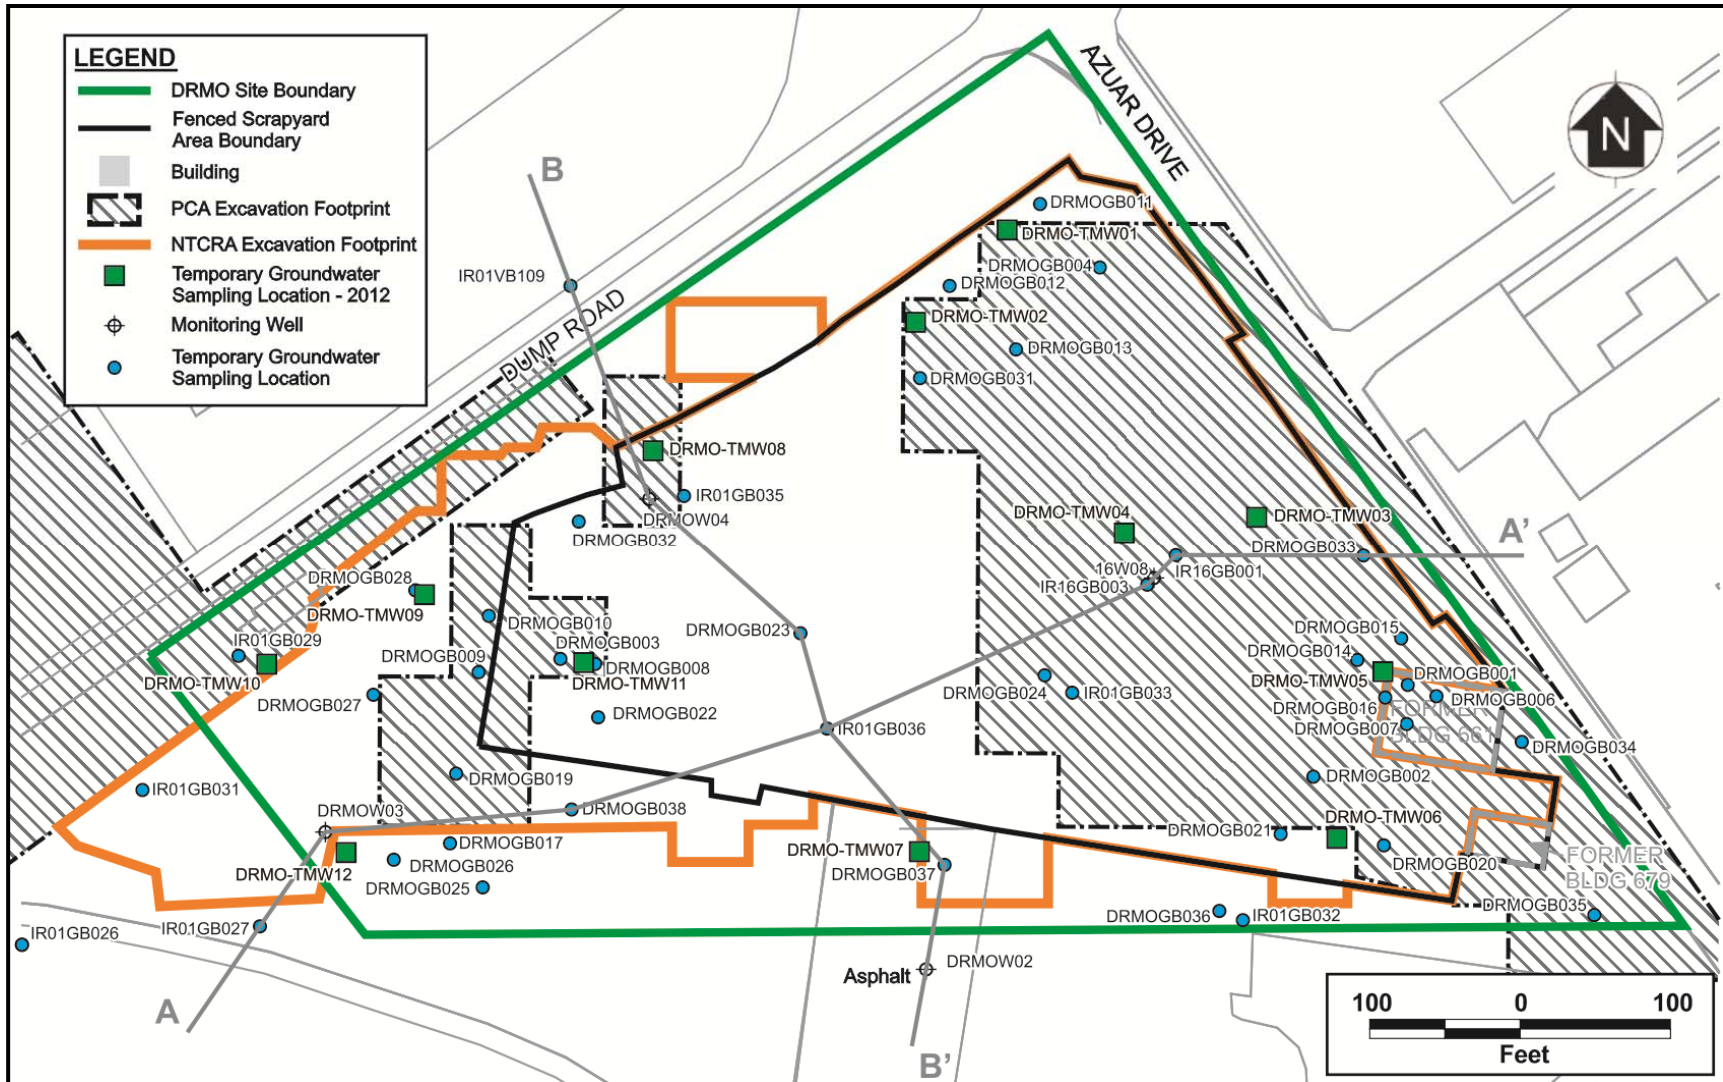 LEGEND
DRMO Site Boundary
Fenced Scrapyard
Area Boundary
Building
PCA Excavation Footprint
NTCRA Excavation Footprint
Temporary Groundwater
Sampling Location - 2012
Monitoring Well
Temporary Groundwater
Sampling Location
N
AZUAR DRIVE
DUMP ROAD
B
IR01VB109
DRMOGB011
DRMO-TMW01
DRMOGB004
DRMOGB012
DRMO-TMW02
DRMOGB013
DRMOGB031
DRMO-TMW08
IR01GB035
DRMOW04
DRMOGB032
DRMO-TMW04
DRMO-TMW03
A'
DRMOGB033
16W08
IR16GB001
IR16GB003
DRMOGB028
DRMO-TMW09
DRMOGB010
DRMOGB023
DRMOGB015
IR01GB029
DRMOGB003
DRMOGB009
DRMOGB008
DRMOGB014
DRMO-TMW10
DRMO-TMW11
DRMOGB001
DRMO-TMW05
DRMOGB024
IR01GB033
DRMOGB027
DRMOGB006
DRMOGB016
DRMOGB022
FORMER
BLDG 661
DRMOGB007
IR01GB036
DRMOGB034
DRMOGB019
DRMOGB002
IR01GB031
DRMOW03
DRMOGB038
DRMOGB021
DRMO-TMW06
DRMOGB017
DRMO-TMW07
DRMOGB026
DRMOGB037
DRMOGB020
FORMER
BLDG 679
DRMO-TMW12
DRMOGB025
DRMOGB036
IR01GB032
DRMOGB035
IR01GB026
IR01GB027
DRMOW02
Asphalt
A
B'
100 0 100
Feet